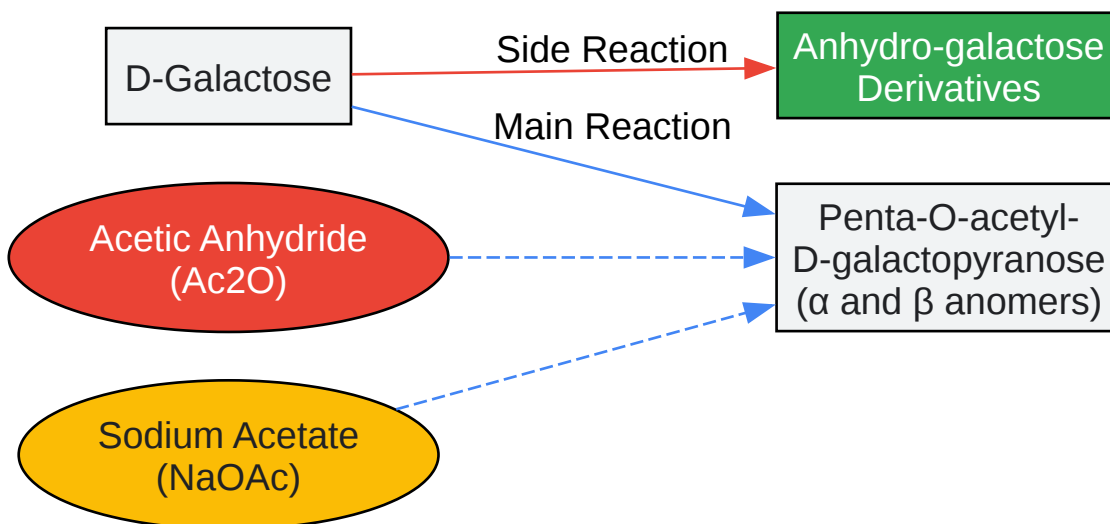 D-Galactose
Side Reaction
Anhydro-galactose
Derivatives
Main Reaction
Acetic Anhydride
(Ac2O)
Penta-O-acetyl-
D-galactopyranose
(α and β anomers)
Sodium Acetate
(NaOAc)